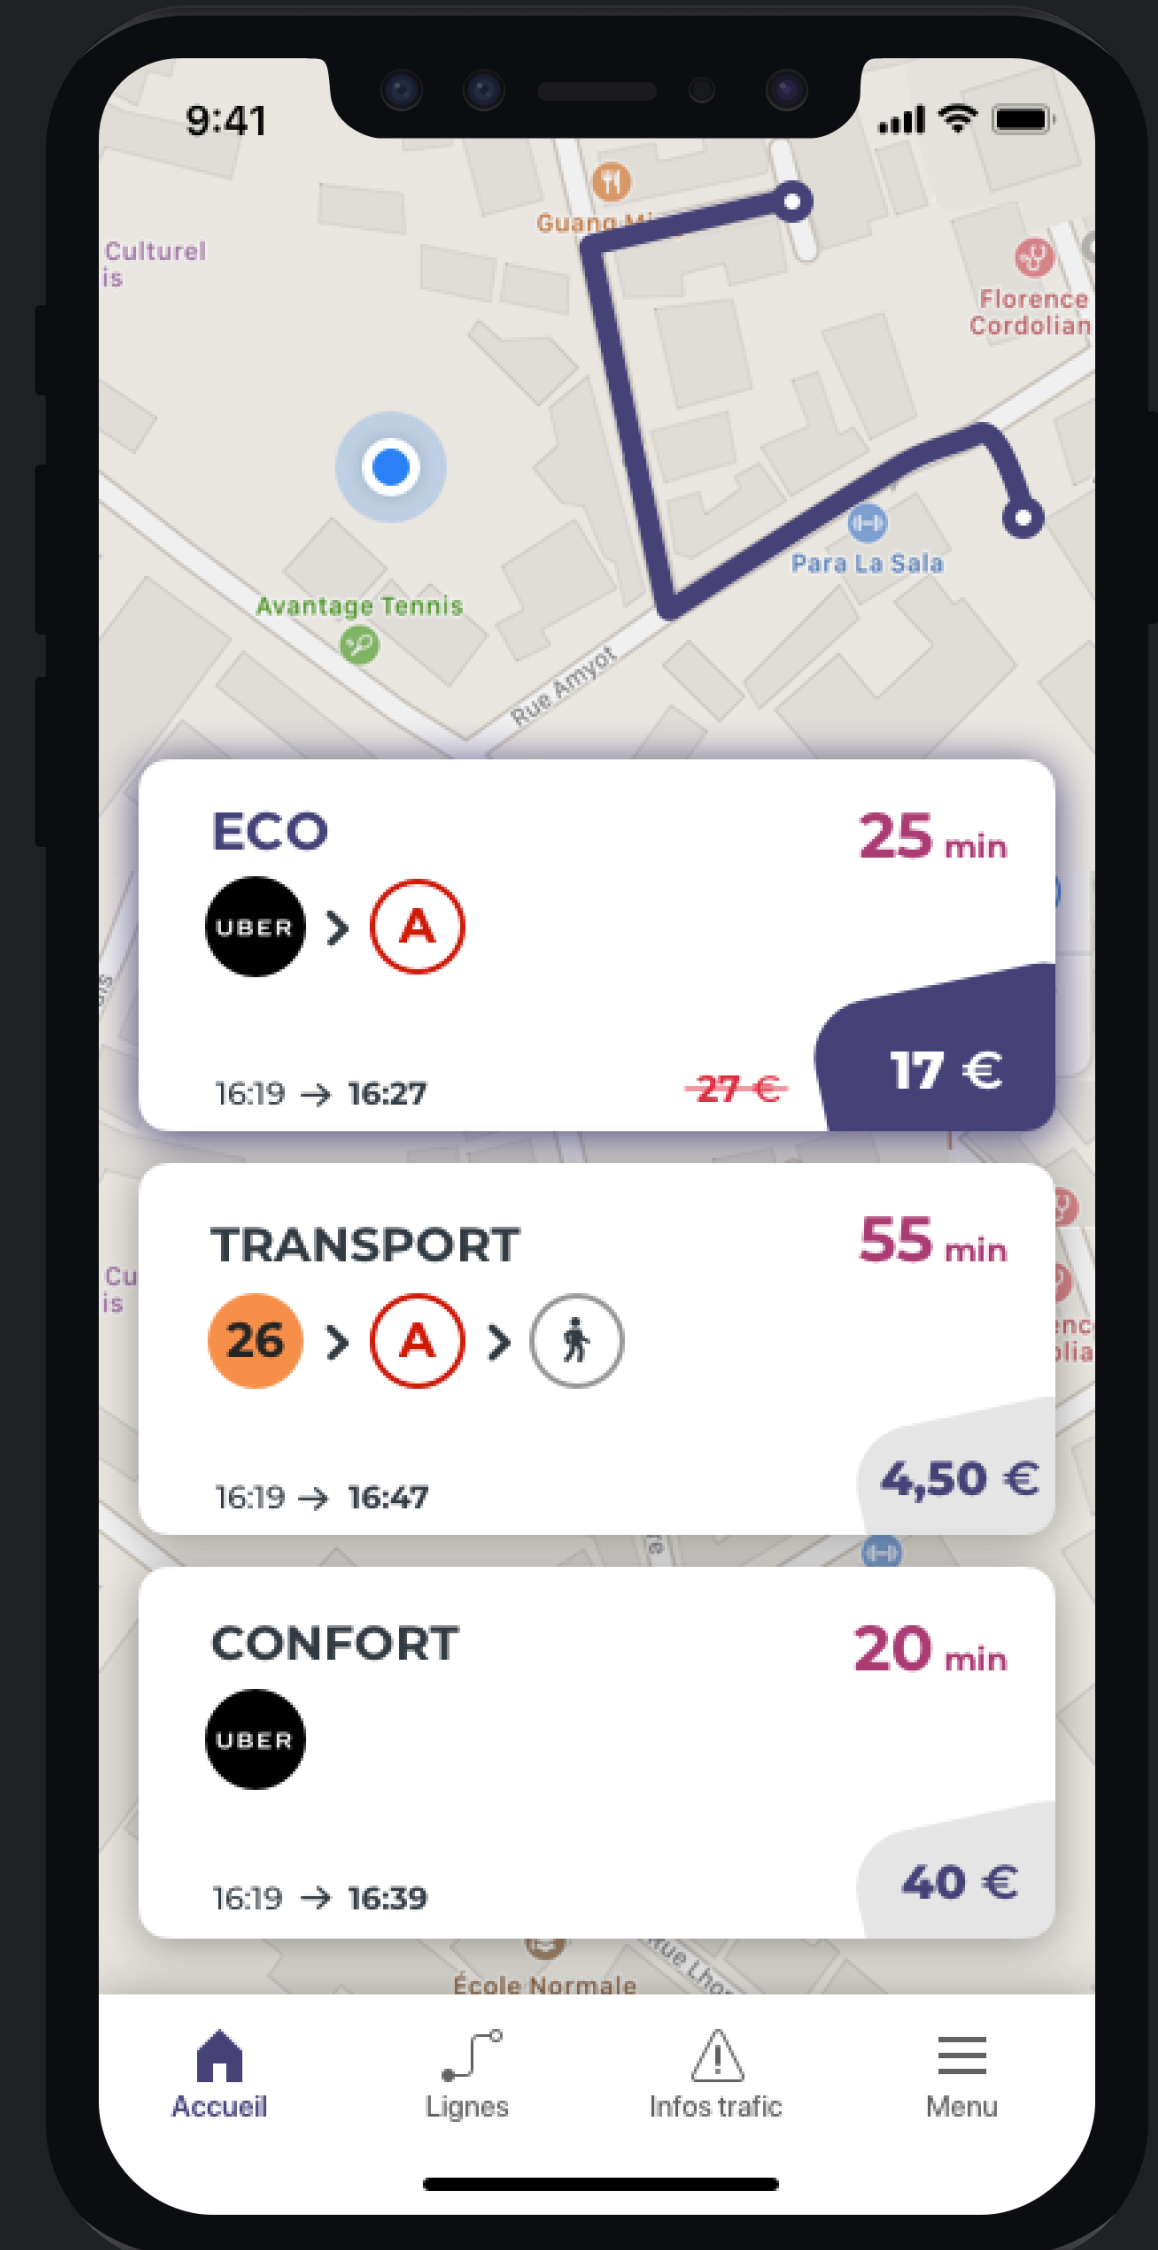 9:41
Culturel
is
Florence
Cordolian
Para La Sala
Avantage Tennis
Rue Amyot
ECO
25 min
UBER > A
16:19 → 16:27
27 €
17 €
TRANSPORT
55 min
26 > A >
16:19 → 16:47
4,50 €
CONFORT
20 min
UBER
16:19 → 16:39
40 €
École Normale
Accueil
Lignes
Infos trafic
Menu